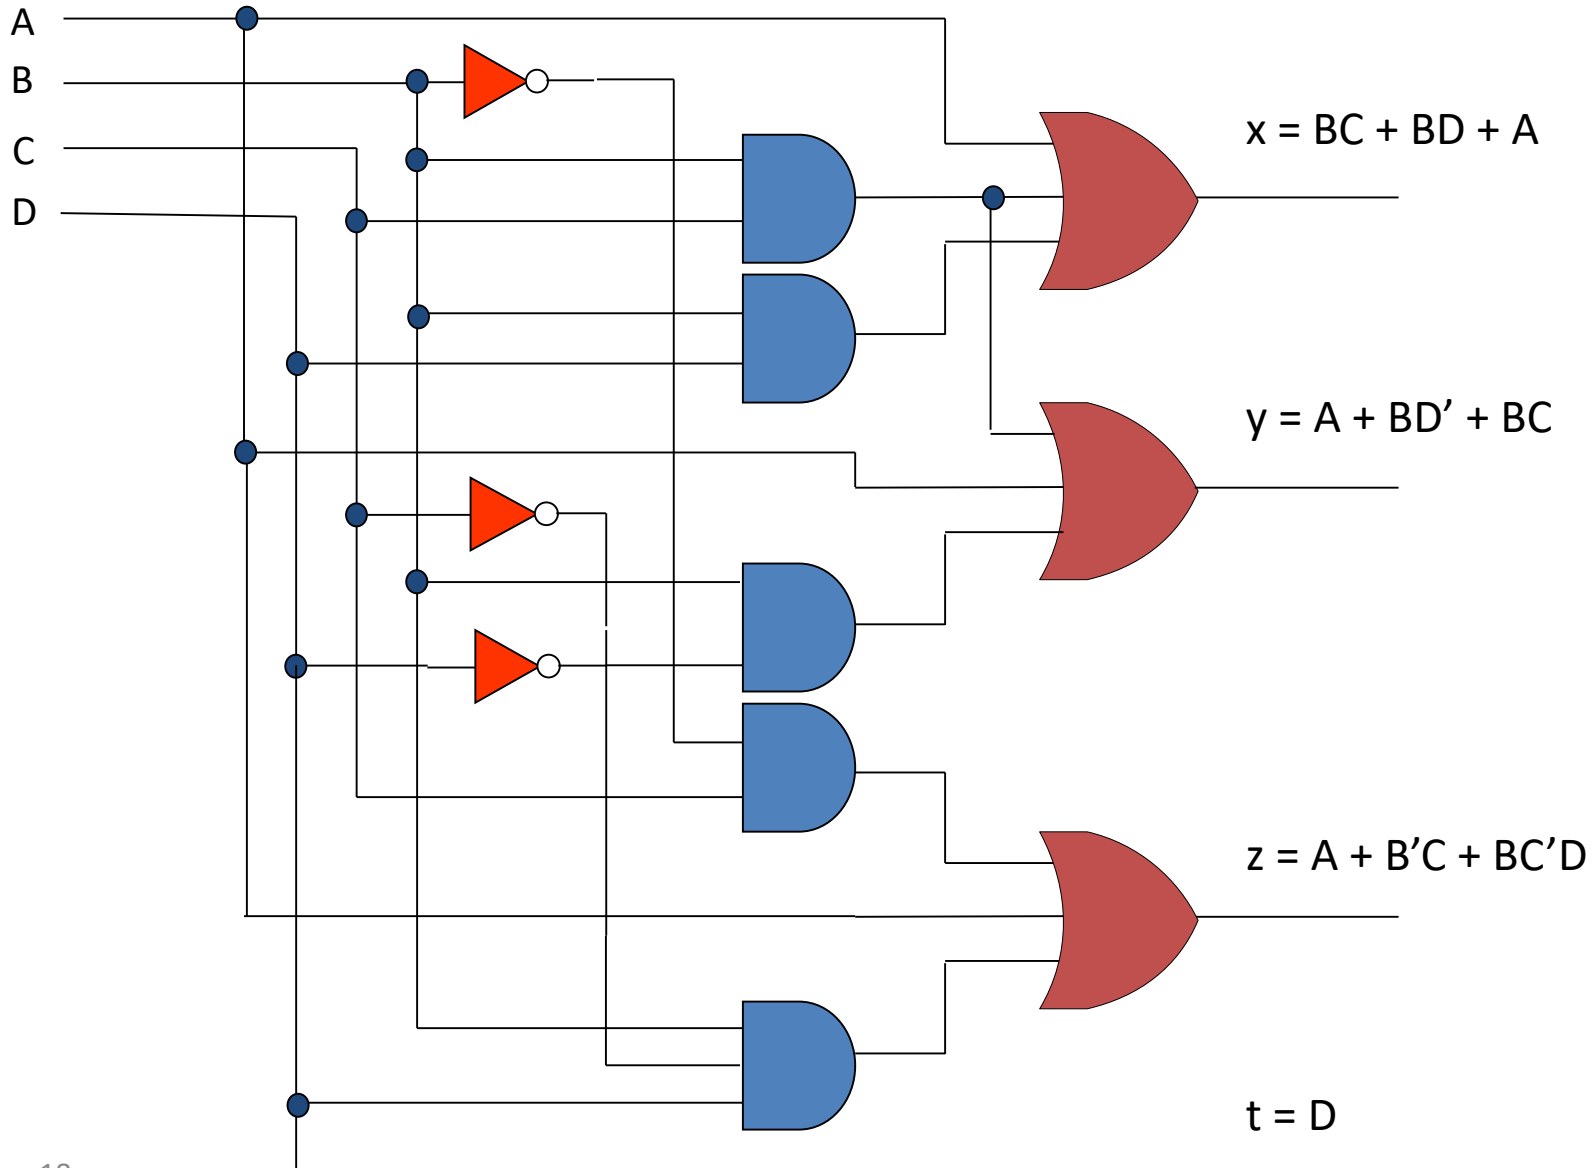 A
B
C
D
x = BC + BD + A
y = A + BD’ + BC
z = A + B’C + BC’D
t = D